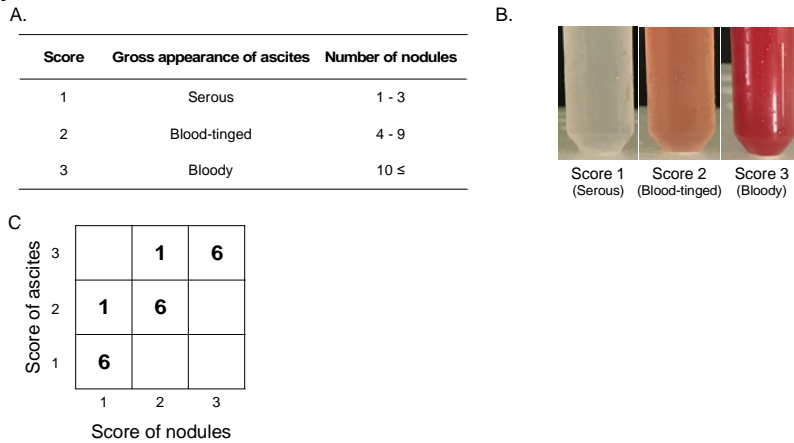 A.
Score Gross appearance of ascites Number of nodules
1 Serous 1 - 3
2 Blood-tinged 4 - 9
3 Bloody 10 ≤
B.
Score 1 Score 2 Score 3
(Serous) (Blood-tinged) (Bloody)
C
Score of ascites
3 1 6
2 1 6
1 6
1 2 3
Score of nodules